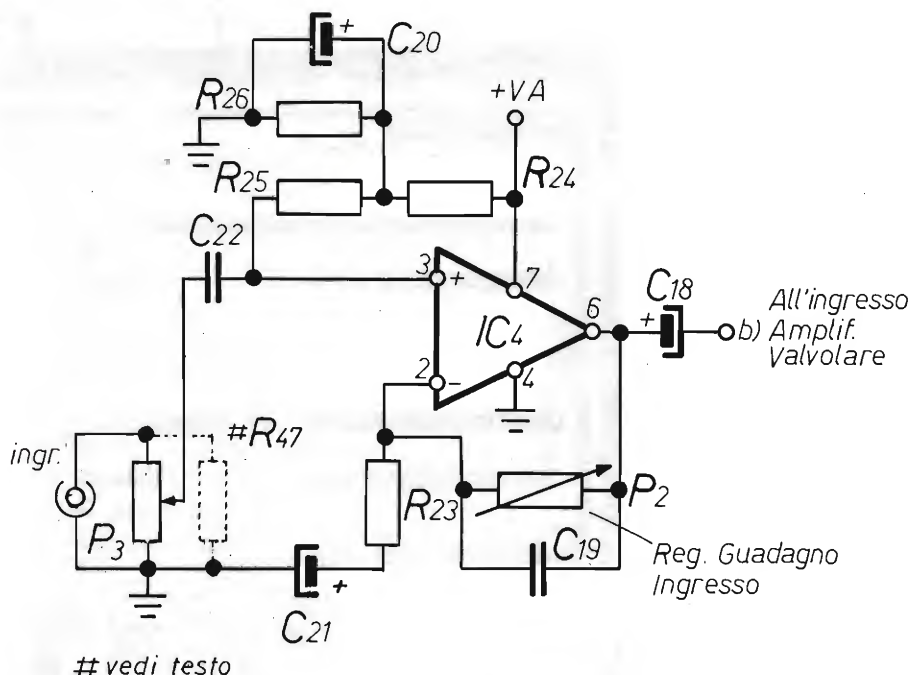 + C20
+VA
R26
R24
R25
C22
3 +
7
6
C18
+
All'ingresso
b) Amplif.
Valvolare
IC4
2 -
4
#R47
ingr.
P3
R23
P2
C19
Reg. Guadagno
Ingresso
+
C21
# vedi testo